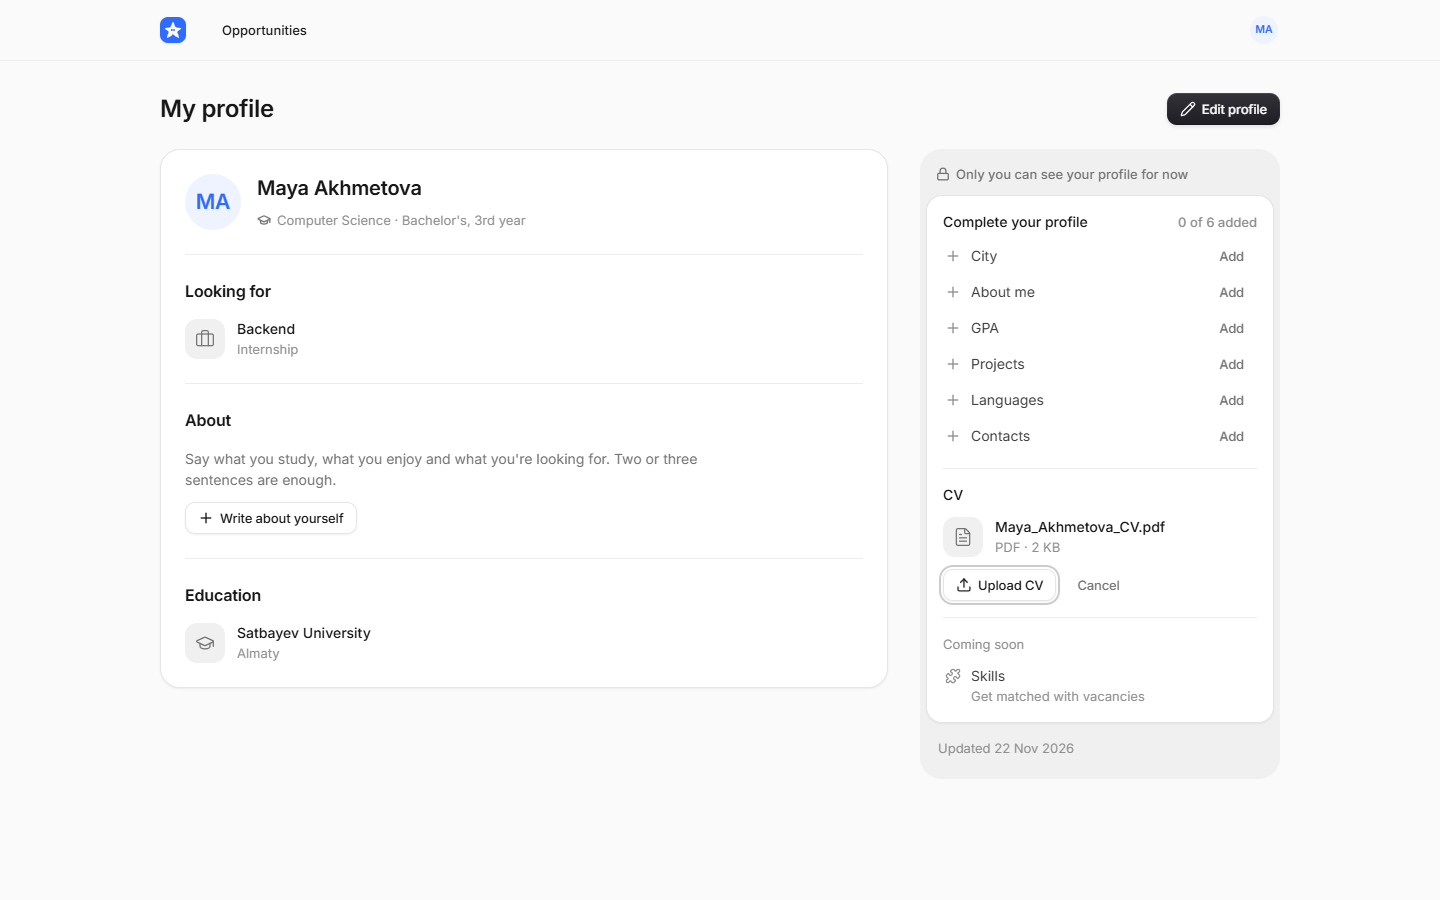 Opportunities
MA
My profile
Edit profile
MA
Maya Akhmetova
Computer Science · Bachelor's, 3rd year
Looking for
Backend
Internship
About
Say what you study, what you enjoy and what you're looking for. Two or three
sentences are enough.
Write about yourself
Education
Satbayev University
Almaty
Only you can see your profile for now
Complete your profile 0 of 6 added
City Add
About me Add
GPA Add
Projects Add
Languages Add
Contacts Add
CV
Maya_Akhmetova_CV.pdf
PDF · 2 KB
Upload CV Cancel
Coming soon
Skills
Get matched with vacancies
Updated 22 Nov 2026